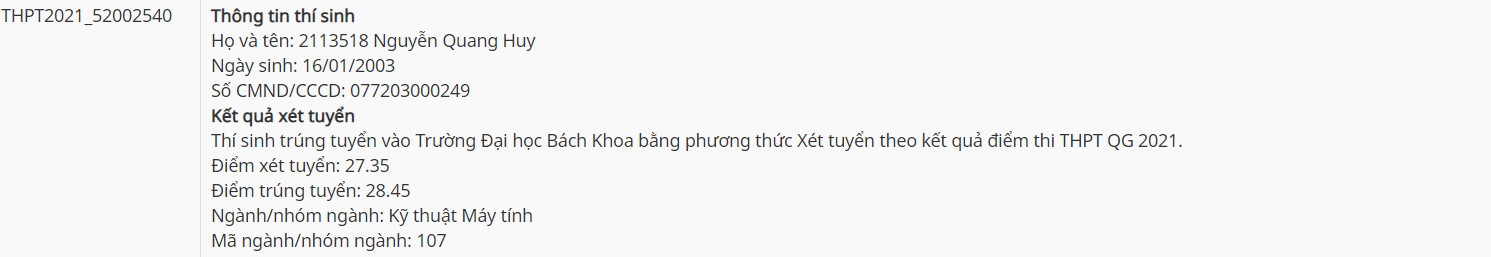 THPT2021_52002540
Thông tin thí sinh
Họ và tên: 2113518 Nguyễn Quang Huy
Ngày sinh: 16/01/2003
Số CMND/CCCD: 077203000249
Kết quả xét tuyển
Thí sinh trúng tuyển vào Trường Đại học Bách Khoa bằng phương thức Xét tuyển theo kết quả điểm thi THPT QG 2021.
Điểm xét tuyển: 27.35
Điểm trúng tuyển: 28.45
Ngành/nhóm ngành: Kỹ thuật Máy tính
Mã ngành/nhóm ngành: 107